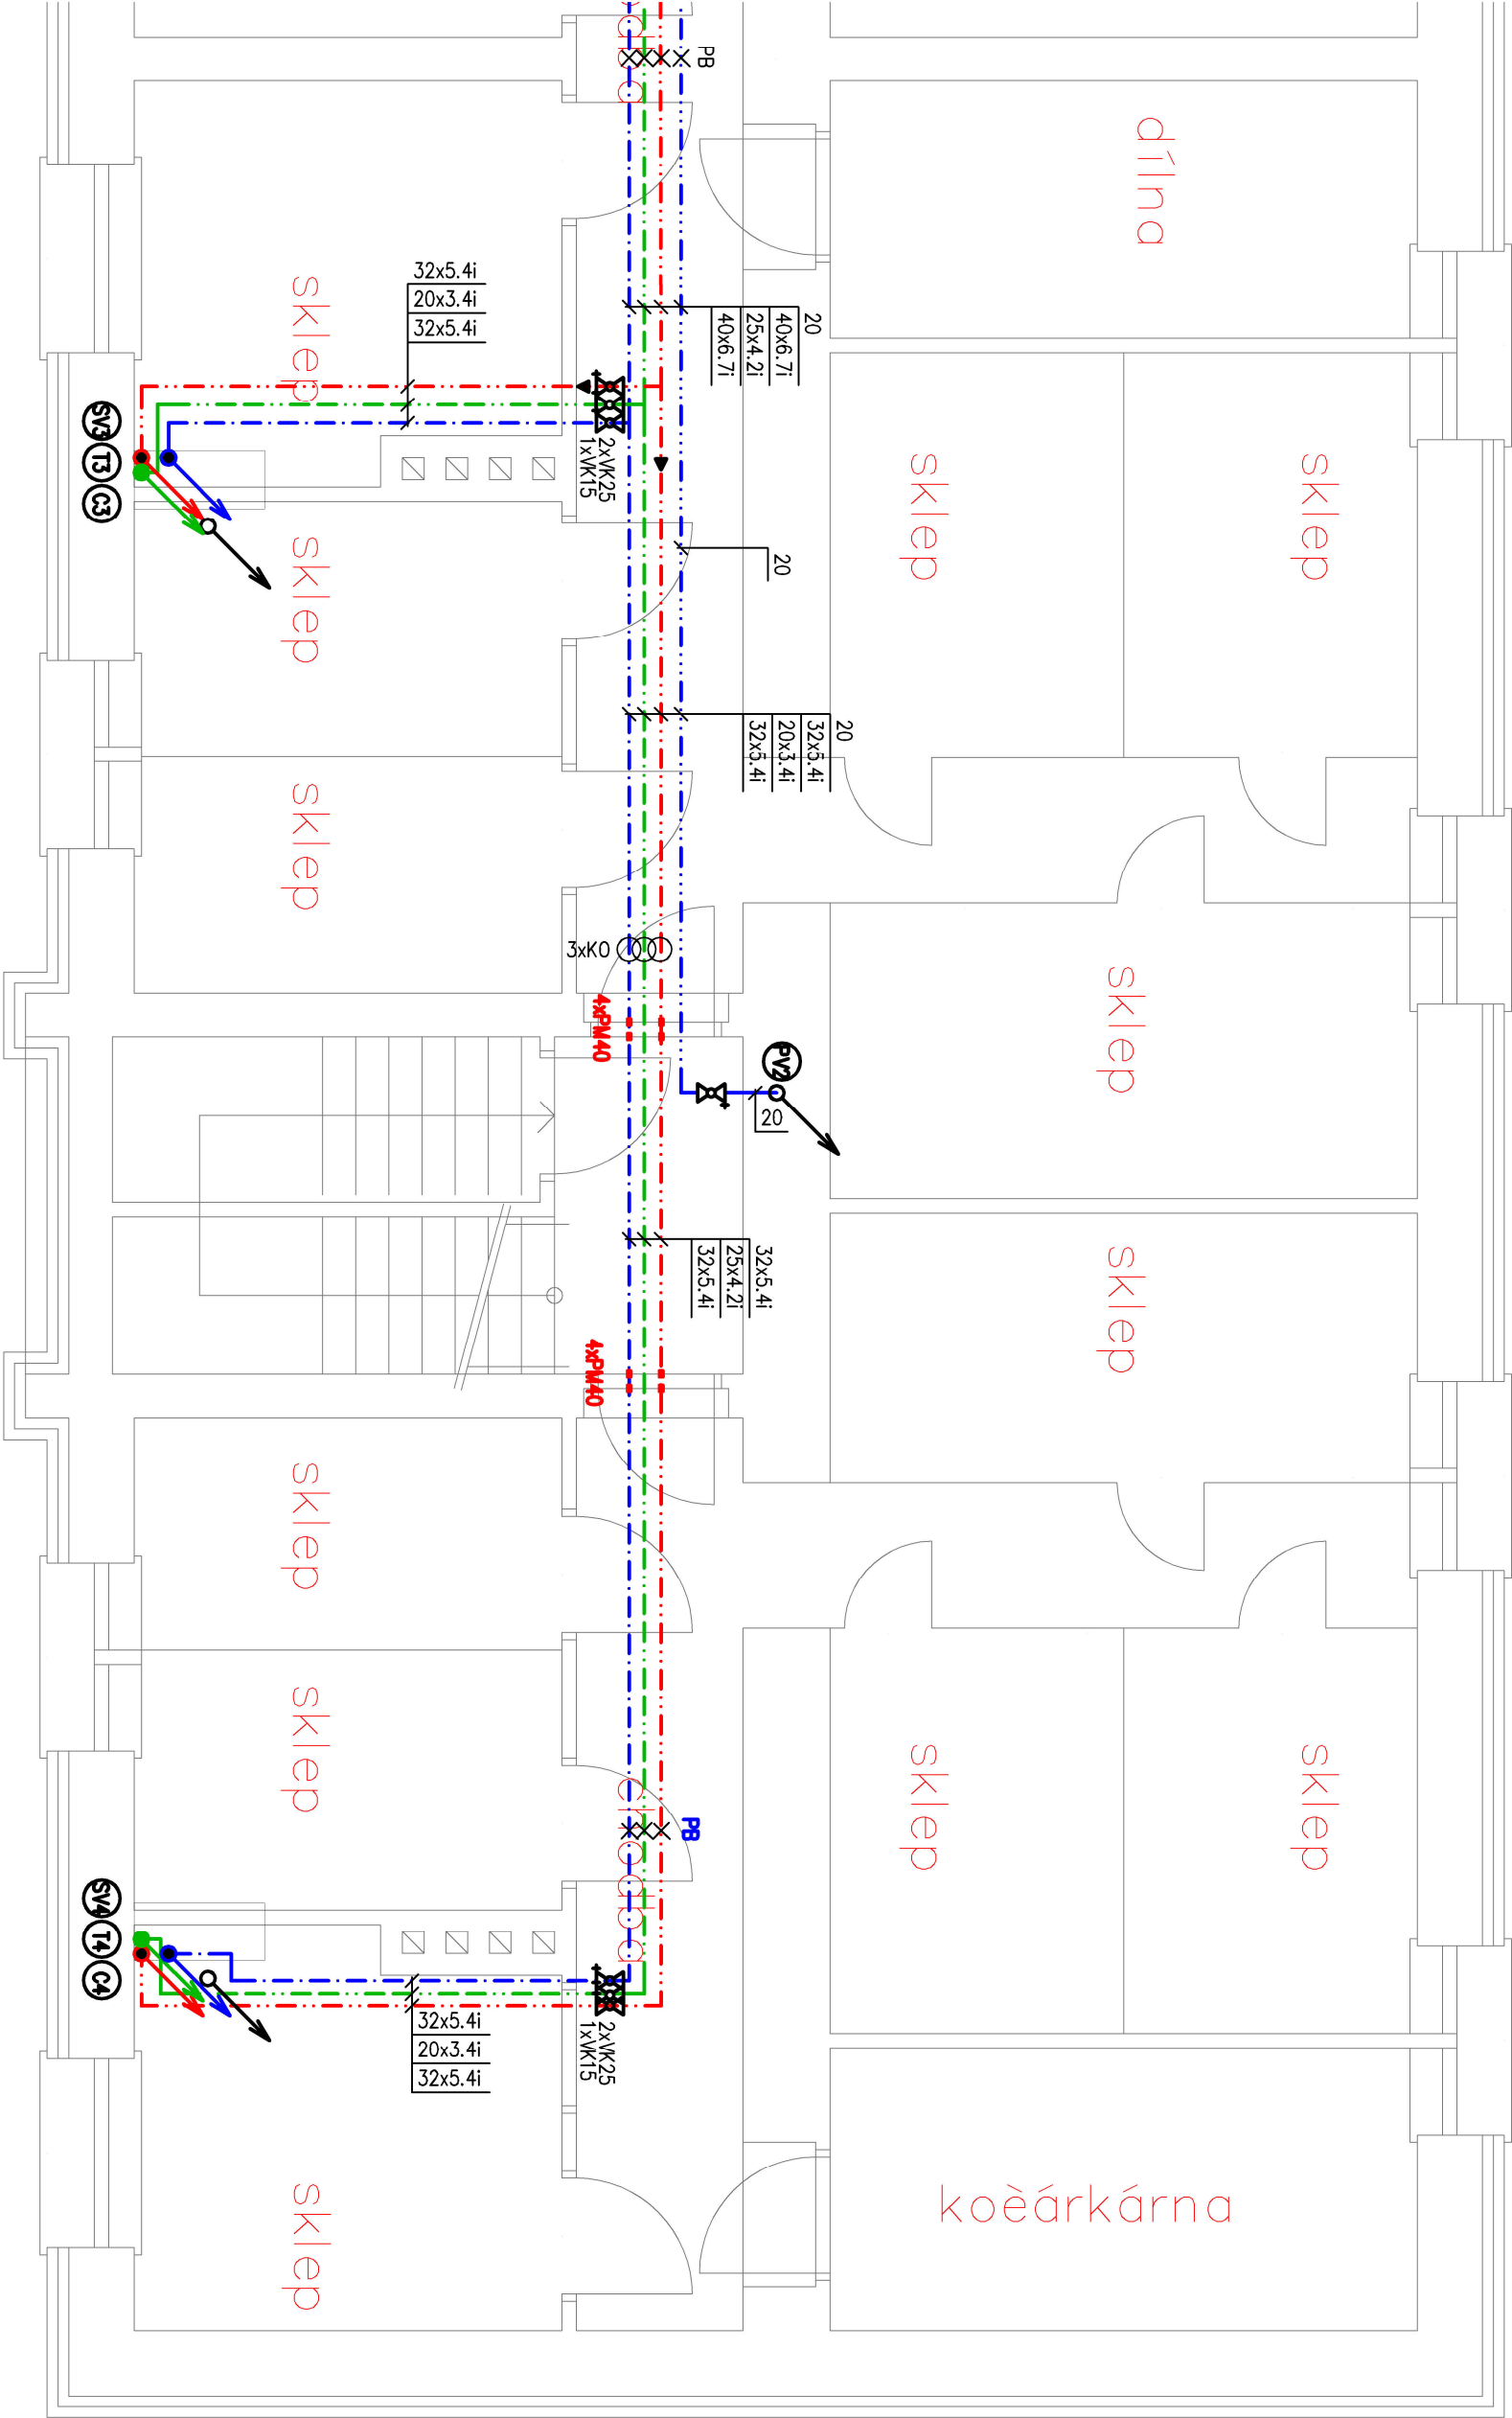 chodba
PB
dílna
32x5.4i
20x3.4i
32x5.4i
20
40x6.7i
25x4.2i
40x6.7i
sklep
sklep
sklep
SV3
T3
C3
2xVK25
1xVK15
20
sklep
20
32x5.4i
20x3.4i
32x5.4i
sklep
3xKO
4xPM40
PV2
20
sklep
sklep
32x5.4i
25x4.2i
32x5.4i
4xPM40
sklep
sklep
chodba
PB
sklep
sklep
SV4
T4
C4
2xVK25
1xVK15
32x5.4i
20x3.4i
32x5.4i
sklep
koèárkárna